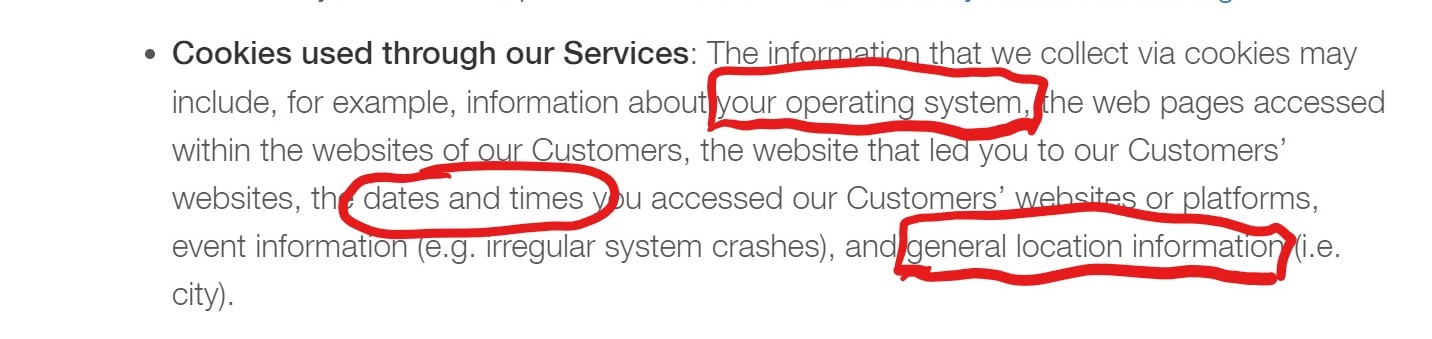 • Cookies used through our Services: The information that we collect via cookies may
include, for example, information about your operating system, the web pages accessed
within the websites of our Customers, the website that led you to our Customers’
websites, the dates and times you accessed our Customers’ websites or platforms,
event information (e.g. irregular system crashes), and general location information (i.e.
city).